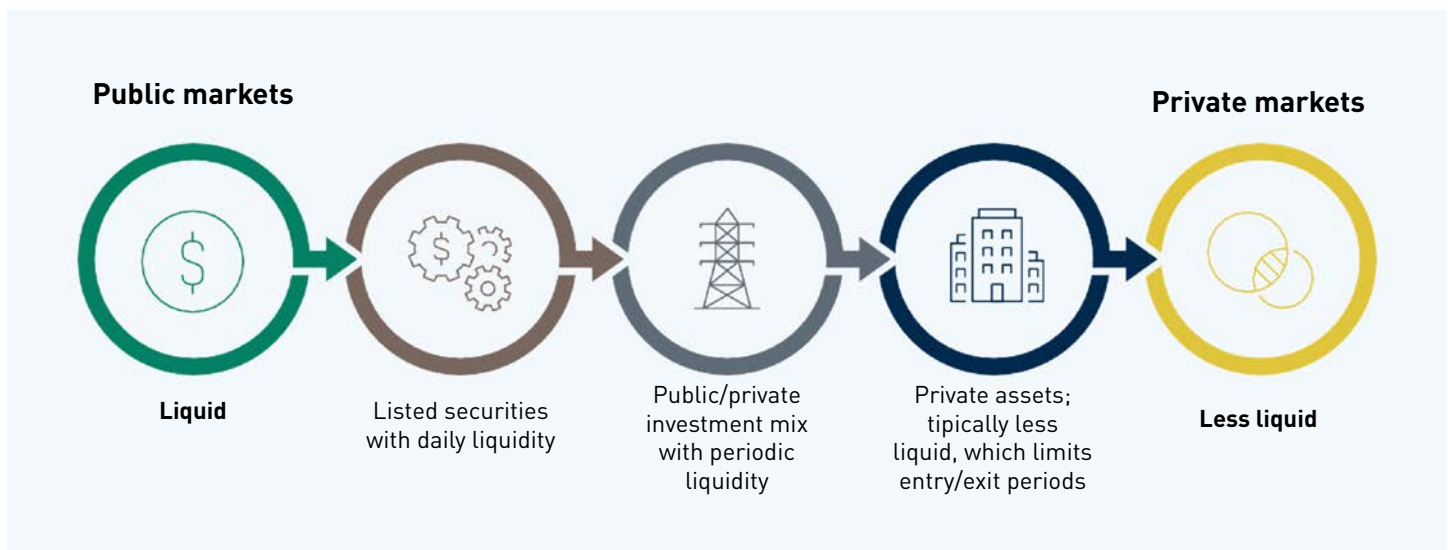 Public markets
Private markets
$
$
Liquid
Listed securities
with daily liquidity
Public/private
investment mix
with periodic
liquidity
Private assets;
tipically less
liquid, which limits
entry/exit periods
Less liquid